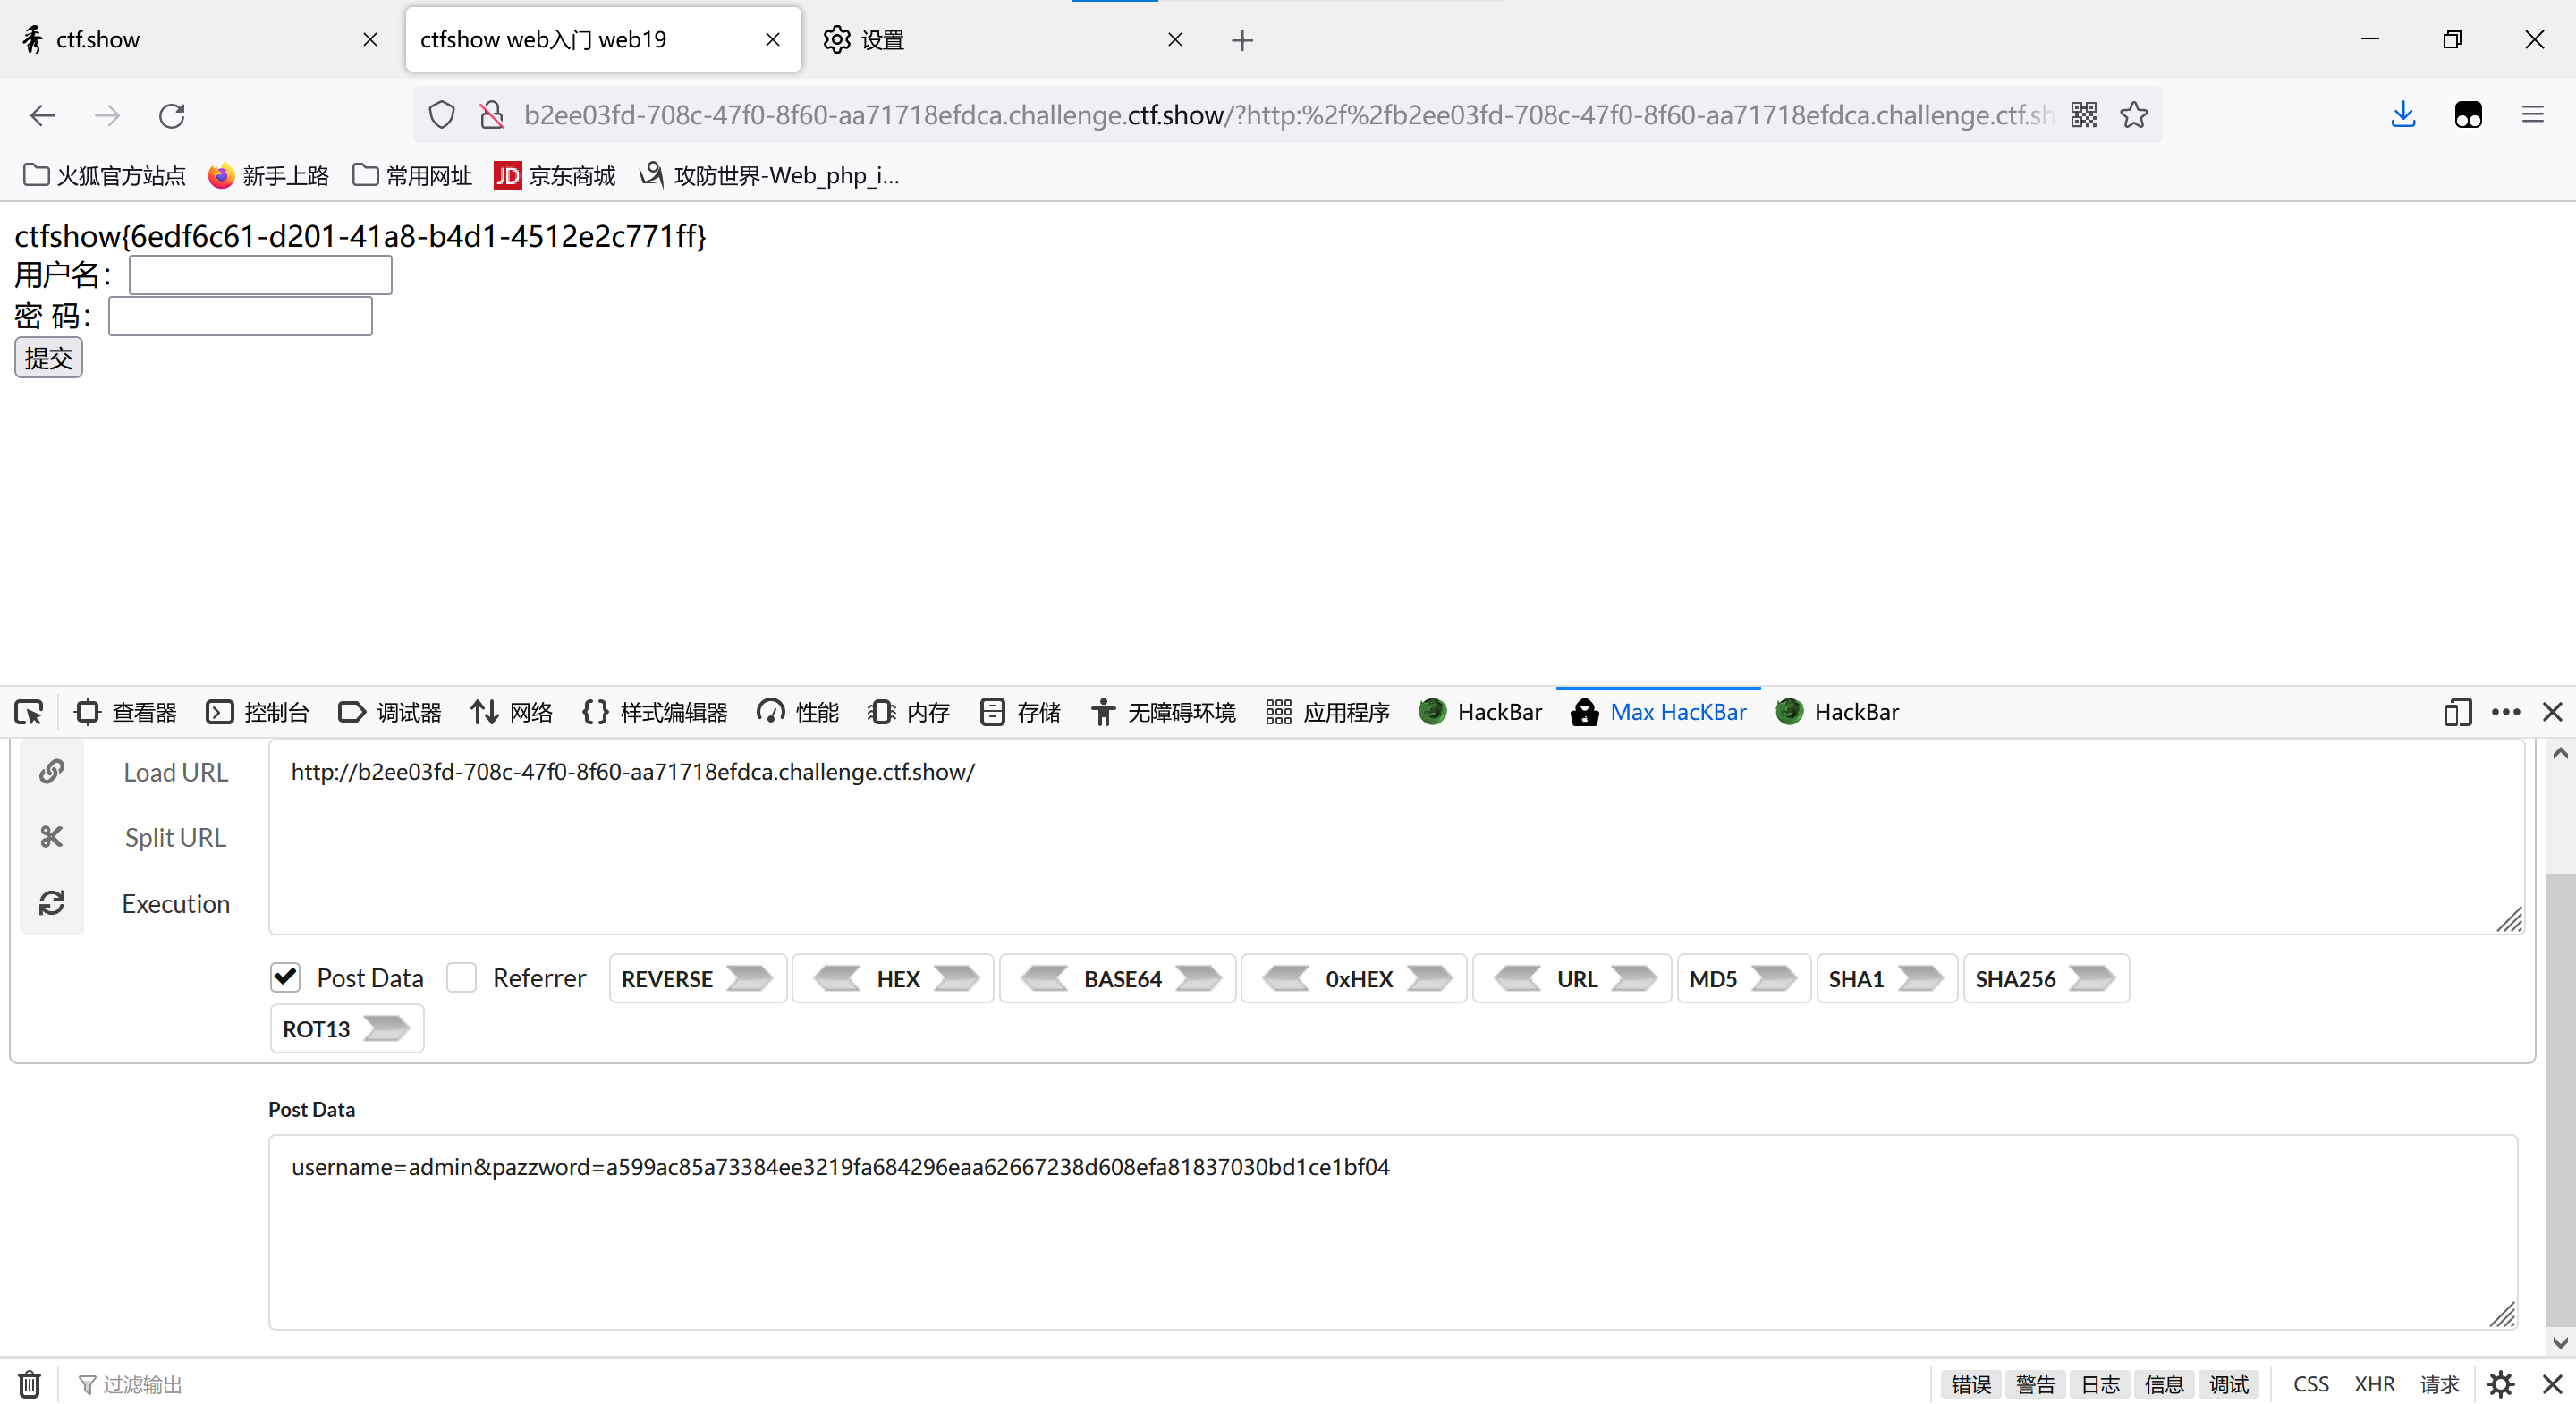 ctf.show
ctfshow web入门 web19
设置
b2ee03fd-708c-47f0-8f60-aa71718efdca.challenge.ctf.show/?http:%2f%2fb2ee03fd-708c-47f0-8f60-aa71718efdca.challenge.ctf.sh
火狐官方站点 新手上路 常用网址 JD 京东商城 攻防世界-Web_php_i...
ctfshow{6edf6c61-d201-41a8-b4d1-4512e2c771ff}
用户名：
密 码：
提交
查看器 控制台 调试器 网络 样式编辑器 性能 内存 存储 无障碍环境 应用程序 HackBar Max HacKBar HackBar
Load URL
http://b2ee03fd-708c-47f0-8f60-aa71718efdca.challenge.ctf.show/
Split URL
Execution
Post Data Referrer REVERSE HEX BASE64 0xHEX URL MD5 SHA1 SHA256
ROT13
Post Data
username=admin&pazzword=a599ac85a73384ee3219fa684296eaa62667238d608efa81837030bd1ce1bf04
过滤输出
错误 警告 日志 信息 调试 CSS XHR 请求